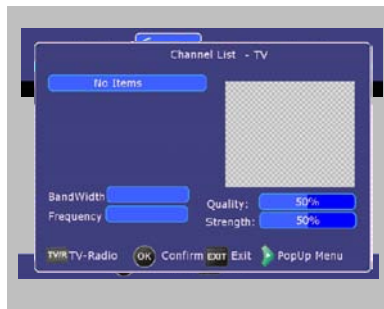 Channel List - TV
No Items
BandWidth
Quality: 50%
Frequency
Strength: 50%
TV/R TV-Radio OK Confirm EXIT Exit PopUp Menu